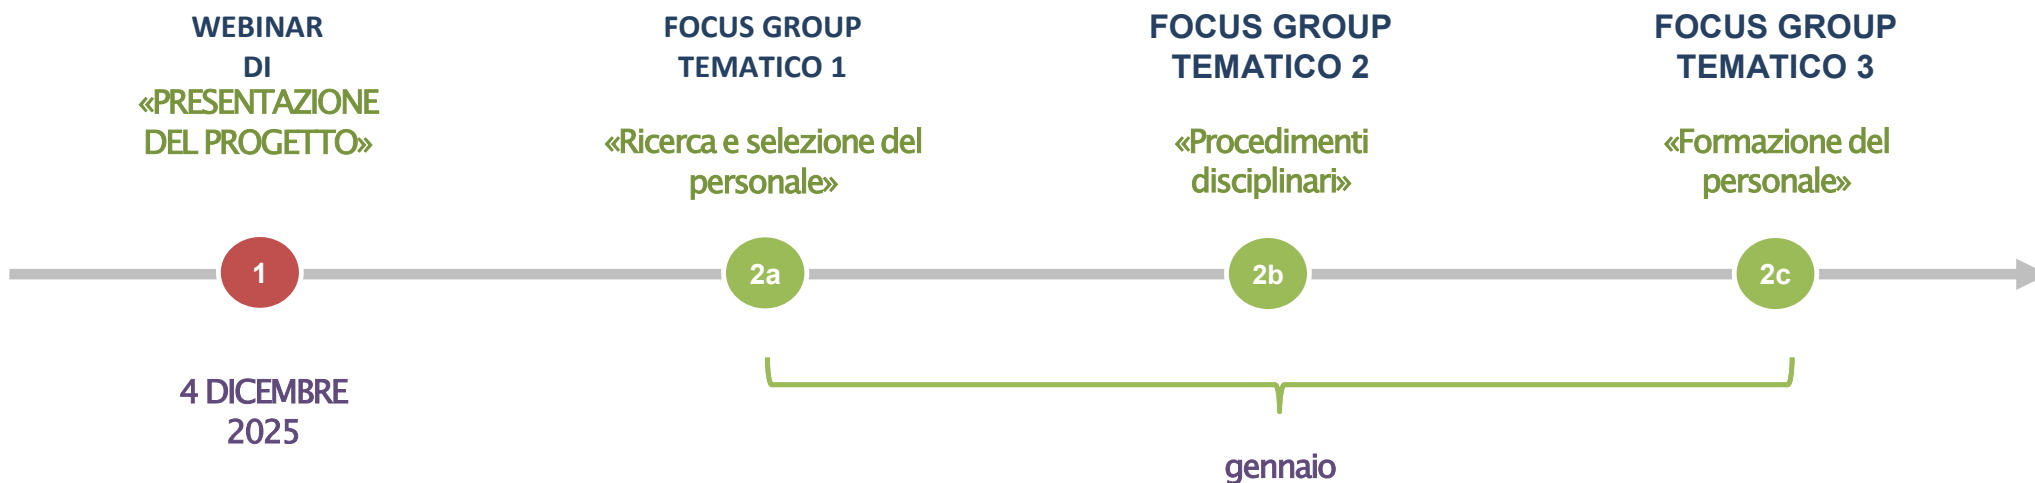 WEBINAR
DI
«PRESENTAZIONE
DEL PROGETTO»
FOCUS GROUP
TEMATICO 1
«Ricerca e selezione del
personale»
FOCUS GROUP
TEMATICO 2
«Procedimenti
disciplinari»
FOCUS GROUP
TEMATICO 3
«Formazione del
personale»
1
2a
2b
2c
4 DICEMBRE
2025
gennaio